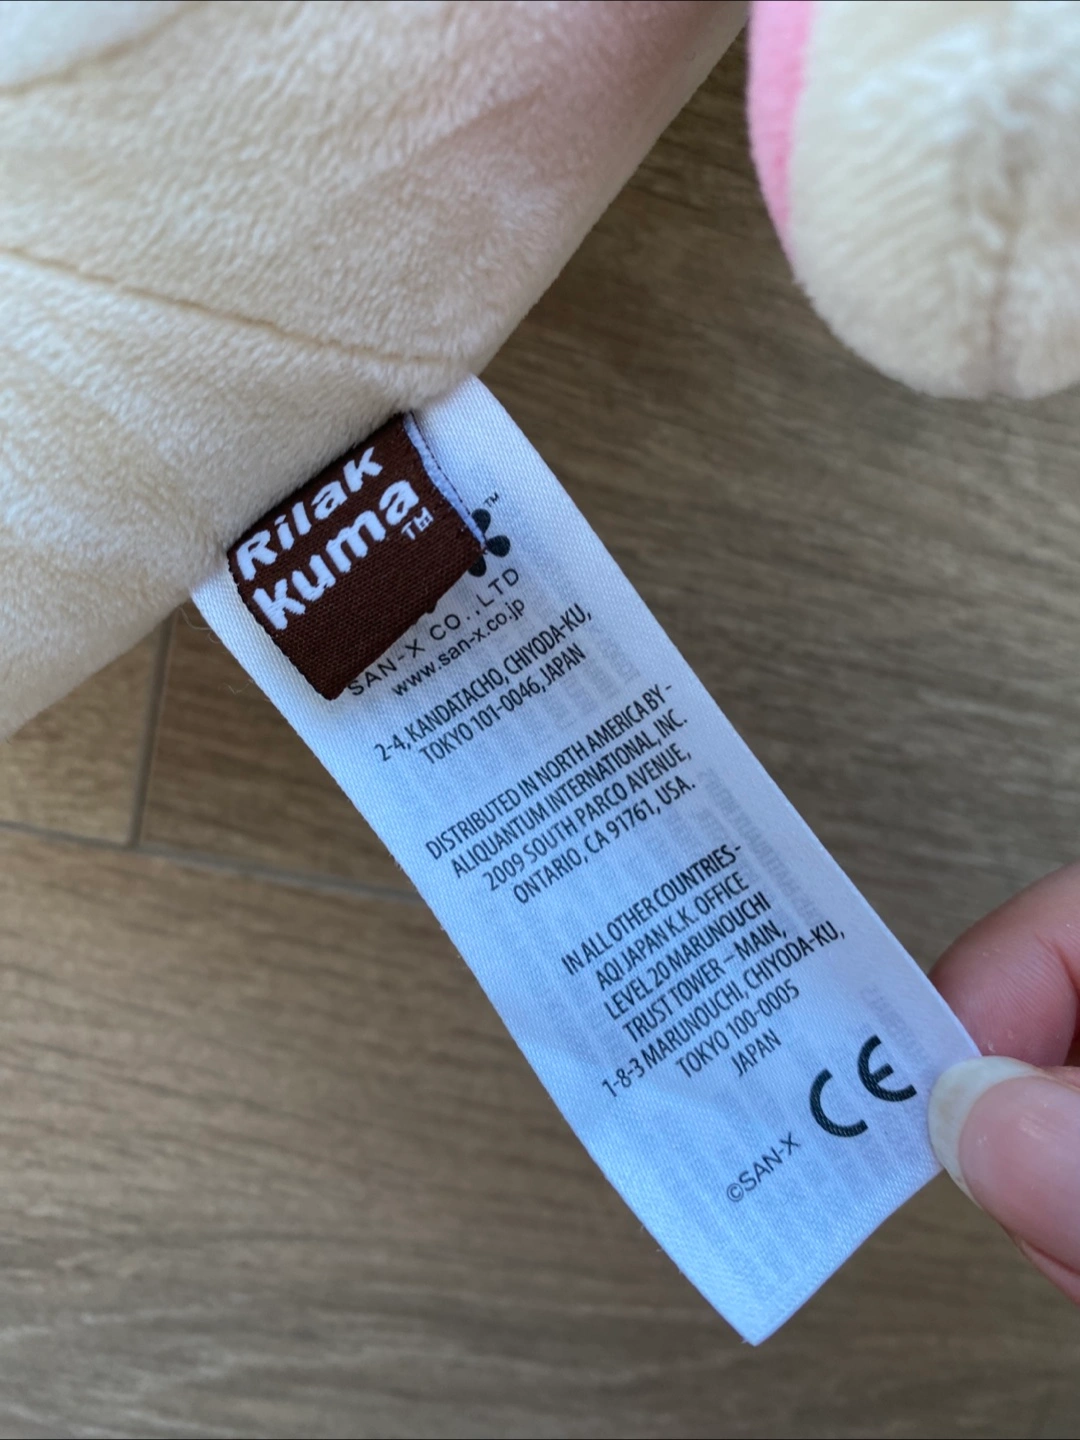 Rilak
kuma
TM
TM
SAN-X CO.,LTD
www.san-x.co.jp
2-4, KANDATACHO, CHIYODA-KU,
TOKYO 101-0046, JAPAN
DISTRIBUTED IN NORTH AMERICA BY -
ALIQUANTUM INTERNATIONAL, INC.
2009 SOUTH PARCO AVENUE,
ONTARIO, CA 91761, USA.
IN ALL OTHER COUNTRIES -
AQI JAPAN K.K. OFFICE
LEVEL 20 MARUNOUCHI
TRUST TOWER – MAIN,
1-8-3 MARUNOUCHI, CHIYODA-KU,
TOKYO 100-0005
JAPAN
CE
©SAN-X